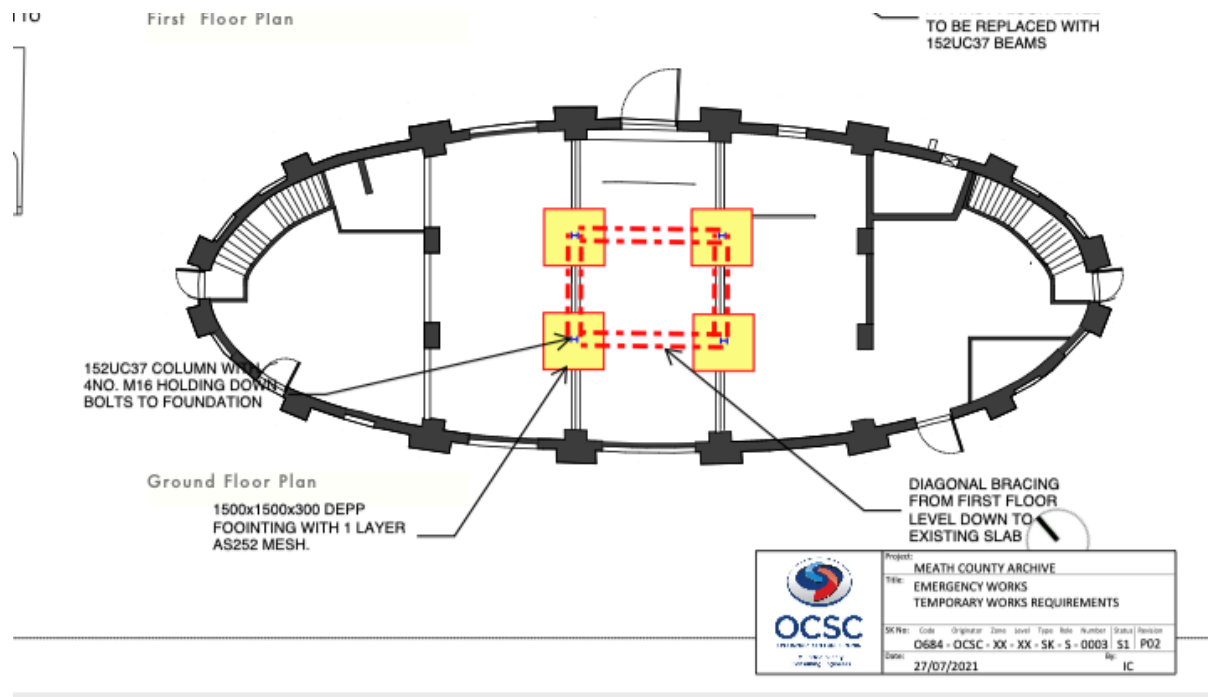 First Floor Plan
TO BE REPLACED WITH
152UC37 BEAMS
152UC37 COLUMN WITH
4NO. M16 HOLDING DOWN
BOLTS TO FOUNDATION
Ground Floor Plan
1500x1500x300 DEPP
FOOINTING WITH 1 LAYER
AS252 MESH.
DIAGONAL BRACING
FROM FIRST FLOOR
LEVEL DOWN TO
EXISTING SLAB
OCSC
Project:
MEATH COUNTY ARCHIVE
Title:
EMERGENCY WORKS
TEMPORARY WORKS REQUIREMENTS
SK No: Code Originator Zone Level Type Role Number Status Revision
0684 - OCSC - XX - XX - SK - S - 0003 S1 P02
Date: By:
27/07/2021 IC